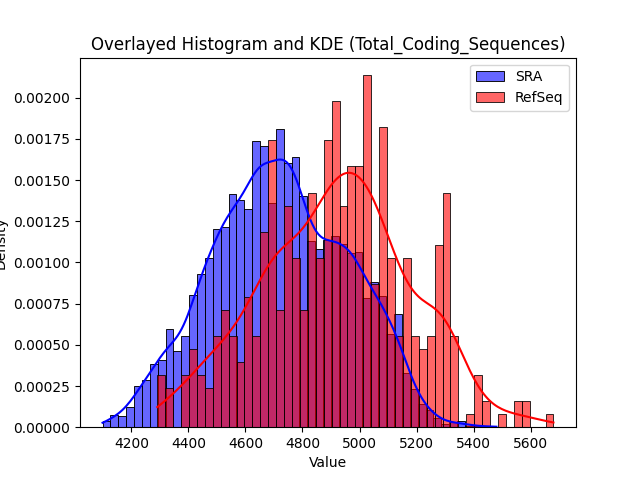 Overlayed Histogram and KDE (Total_Coding_Sequences)
SRA
RefSeq
0.00200
0.00175
0.00150
0.00125
0.00100
0.00075
0.00050
0.00025
0.00000
Density
4200 4400 4600 4800 5000 5200 5400 5600
Value